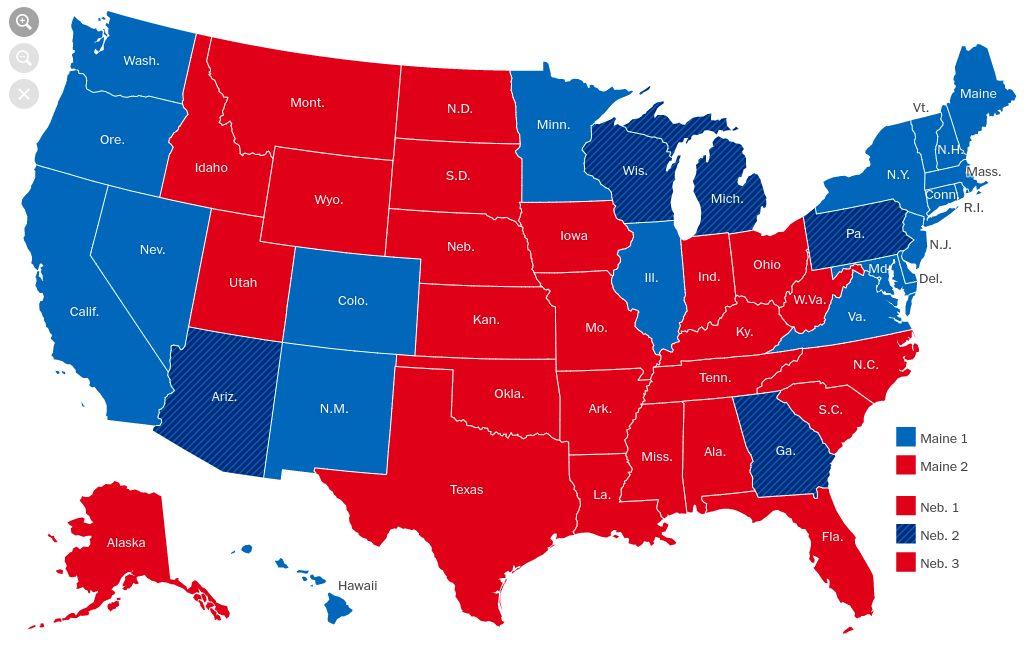 Wash.
Mont.
N.D.
Minn.
Maine
Vt.
Ore.
Idaho
S.D.
Wis.
Mich.
N.H.
N.Y.
Mass.
Wyo.
Conn.
R.I.
Nev.
Neb.
Iowa
Pa.
N.J.
Utah
Colo.
Ill.
Ind.
Ohio
Md.
Del.
Calif.
Kan.
Mo.
Ky.
W.Va.
Va.
Ariz.
N.M.
Okla.
Ark.
Tenn.
N.C.
S.C.
Miss.
Ala.
Ga.
Texas
La.
Fla.
Alaska
Hawaii
Maine 1
Maine 2
Neb. 1
Neb. 2
Neb. 3